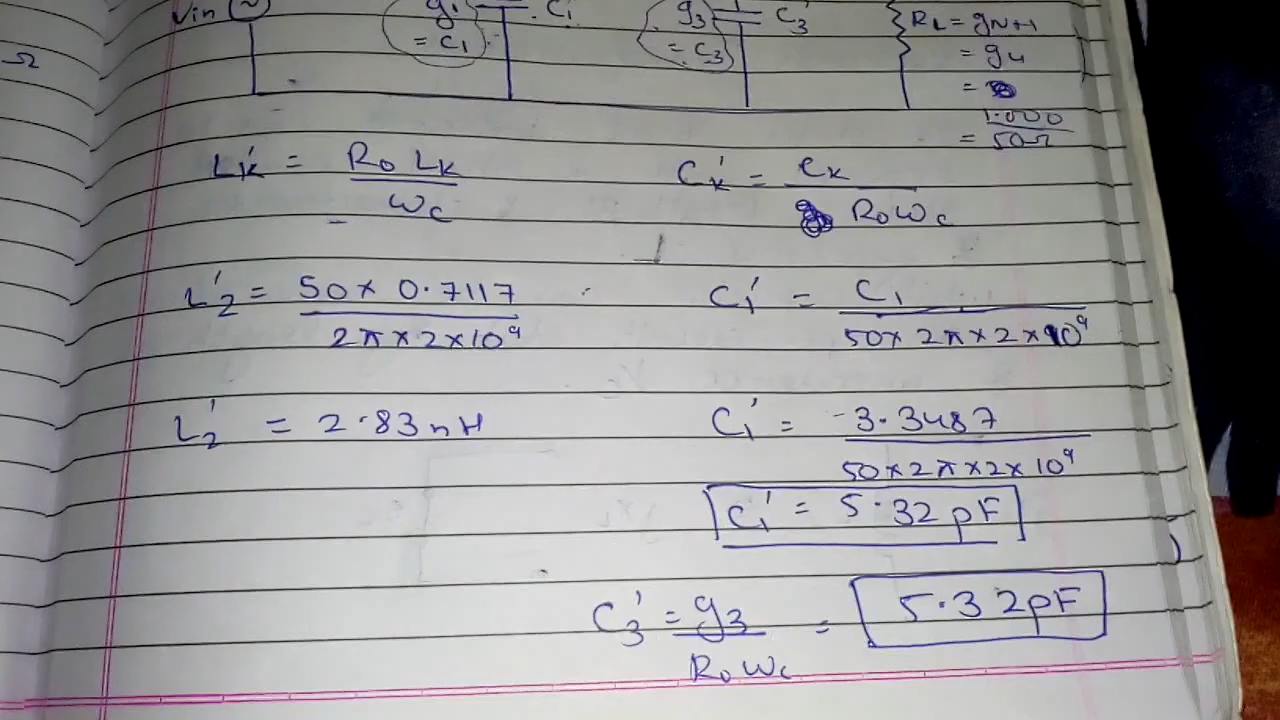 Vin ~ g1 C1' g3 C3' RL = gN+1
= C1 = C3 = g4
Ω
=
= 1.000/50Ω
Lk' = R0 Lk / ωc Ck' = Ck / R0 ωc
L2' = 50 × 0.7117 / 2π × 2 × 10⁹ C1' = C1 / 50 × 2π × 2 × 10⁹
L2' = 2.83 nH C1' = 3.3487 / 50 × 2π × 2 × 10⁹
C1' = 5.32 pF
C3' = g3 / R0 ωc = 5.32 pF